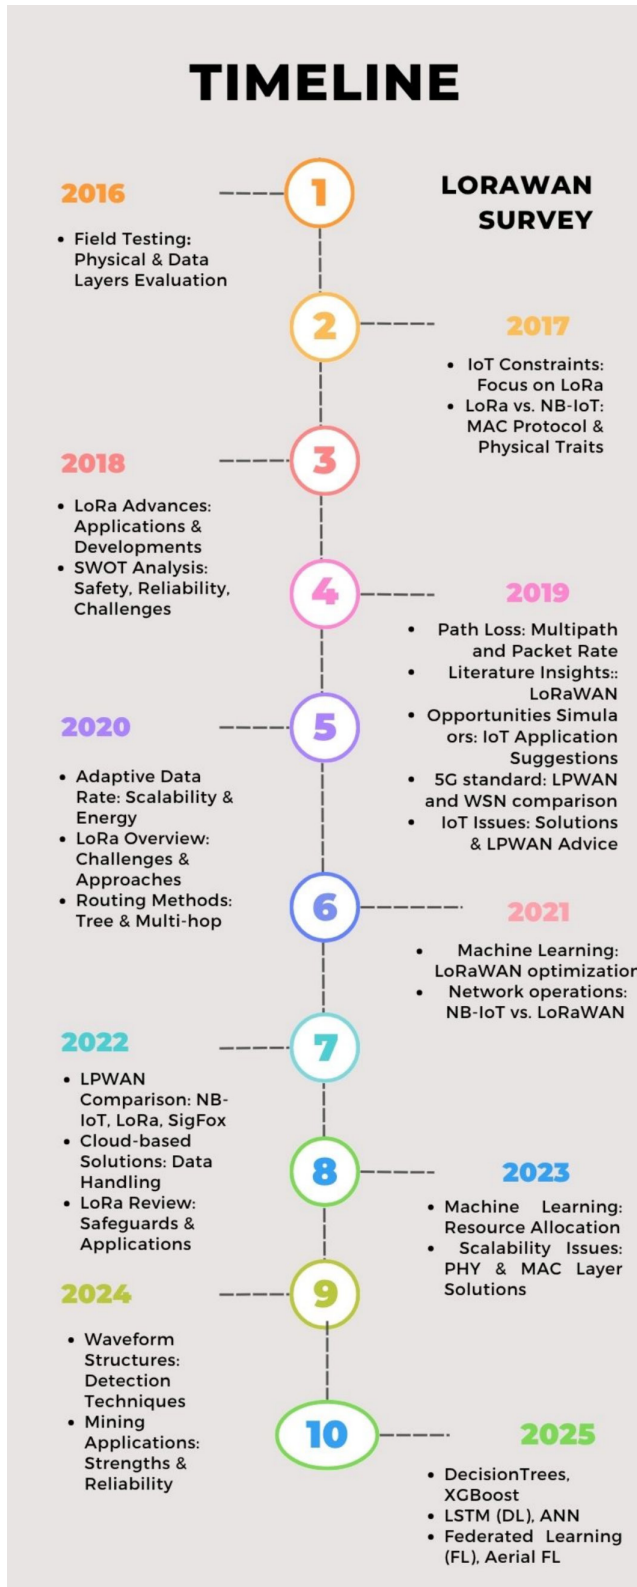 TIMELINE
LORAWAN
SURVEY
1
2016
• Field Testing:
Physical & Data
Layers Evaluation
2
2017
• IoT Constraints:
Focus on LoRa
• LoRa vs. NB-IoT:
MAC Protocol &
Physical Traits
3
2018
• LoRa Advances:
Applications &
Developments
• SWOT Analysis:
Safety, Reliability,
Challenges
4
2019
• Path Loss: Multipath
and Packet Rate
• Literature Insights::
LoRaWAN
• Opportunities Simula
ors: IoT Application
Suggestions
• 5G standard: LPWAN
and WSN comparison
• IoT Issues: Solutions
& LPWAN Advice
5
2020
• Adaptive Data
Rate: Scalability &
Energy
• LoRa Overview:
Challenges &
Approaches
• Routing Methods:
Tree & Multi-hop
6
2021
• Machine Learning:
LoRaWAN optimization
• Network operations:
NB-IoT vs. LoRaWAN
7
2022
• LPWAN
Comparison: NB-
IoT, LoRa, SigFox
• Cloud-based
Solutions: Data
Handling
• LoRa Review:
Safeguards &
Applications
8
2023
• Machine Learning:
Resource Allocation
• Scalability Issues:
PHY & MAC Layer
Solutions
9
2024
• Waveform
Structures:
Detection
Techniques
• Mining
Applications:
Strengths &
Reliability
10
2025
• DecisionTrees,
XGBoost
• LSTM (DL), ANN
• Federated Learning
(FL), Aerial FL